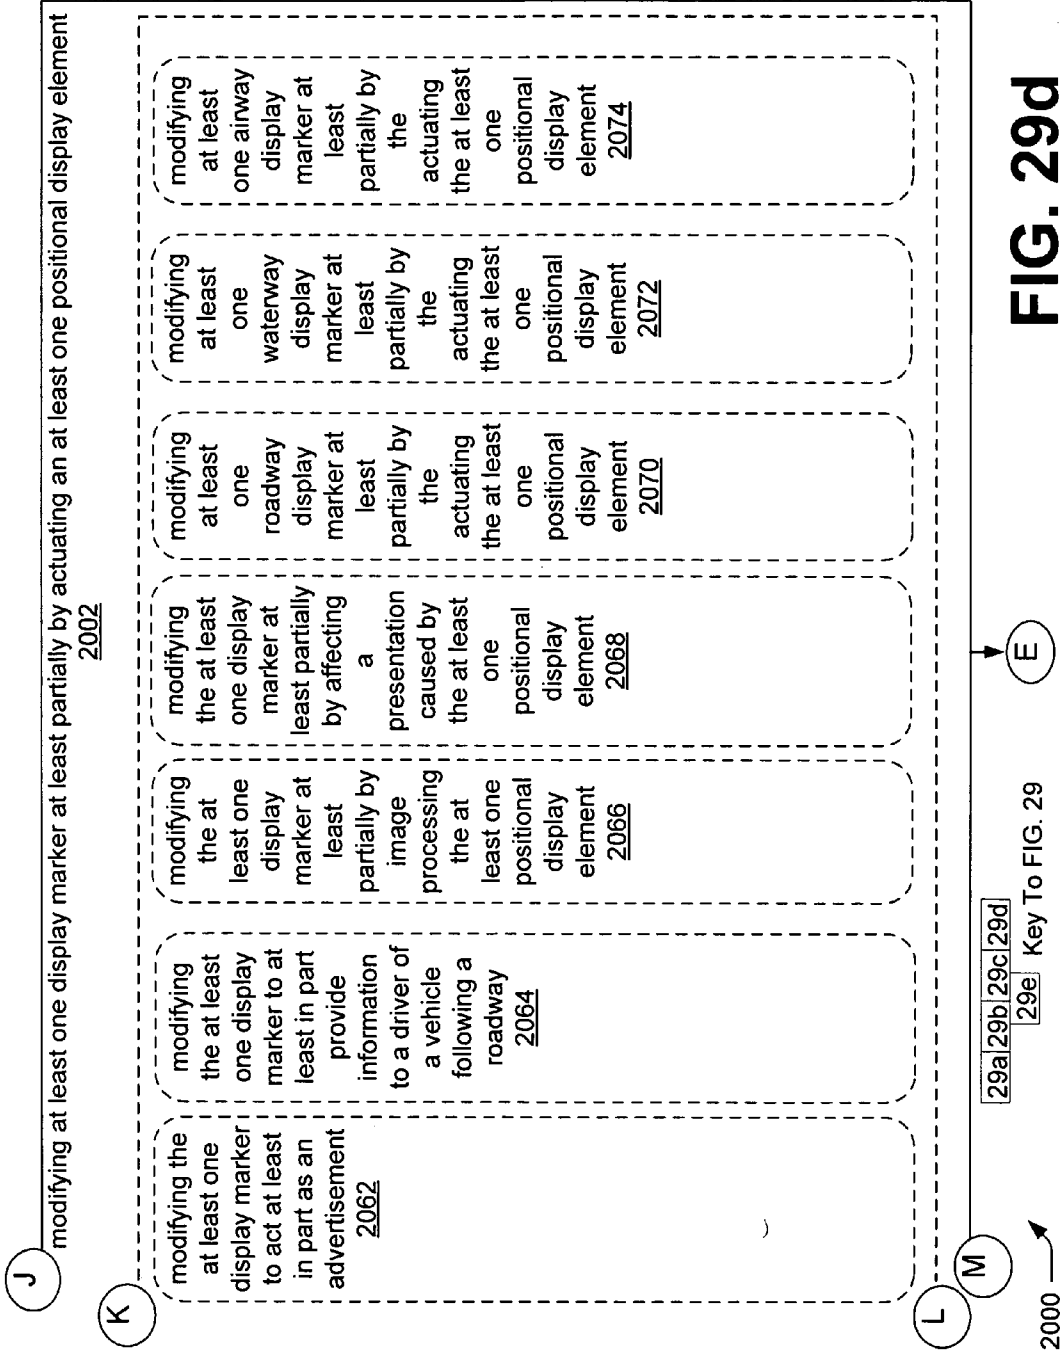 J
modifying at least one display marker at least partially by actuating an at least one positional display element
2002
K
modifying the
at least one
display marker
to act at least
in part as an
advertisement
2062
modifying
the at least
one display
marker to at
least in part
provide
information
to a driver of
a vehicle
following a
roadway
2064
modifying
the at
least one
display
marker at
least
partially by
image
processing
the at
least one
positional
display
element
2066
modifying
the at least
one display
marker at
least partially
by affecting
a
presentation
caused by
the at least
one
positional
display
element
2068
modifying
at least
one
roadway
display
marker at
least
partially by
the
actuating
the at least
one
positional
display
element
2070
modifying
at least
one
waterway
display
marker at
least
partially by
the
actuating
the at least
one
positional
display
element
2072
modifying
at least
one airway
display
marker at
least
partially by
the
actuating
the at least
one
positional
display
element
2074
L
M
E
2000
29a 29b 29c 29d
29e Key To FIG. 29
FIG. 29d